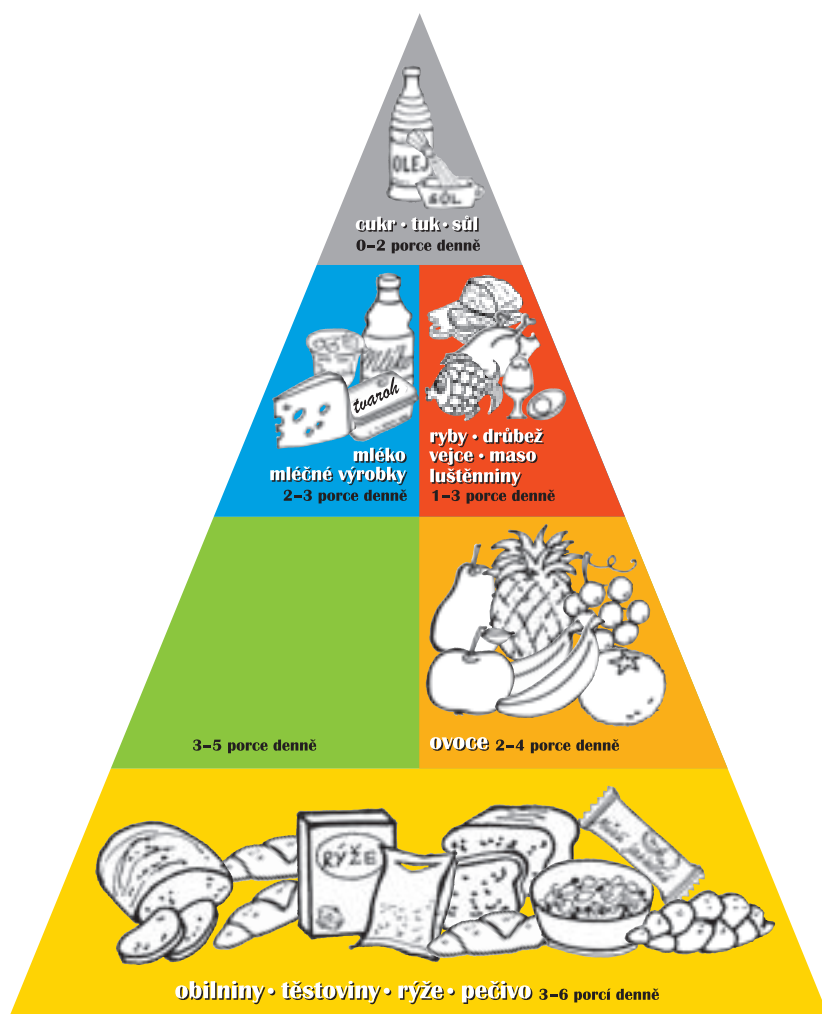 OLEJ
SŮL
cukr • tuk • sůl
0–2 porce denně
mléko
tvaroh
mléko
mléčné výrobky
2–3 porce denně
ryby • drůbež
vejce • maso
luštěnniny
1–3 porce denně
3–5 porce denně
ovoce 2–4 porce denně
RÝŽE
obilniny • těstoviny • rýže • pečivo 3–6 porcí denně